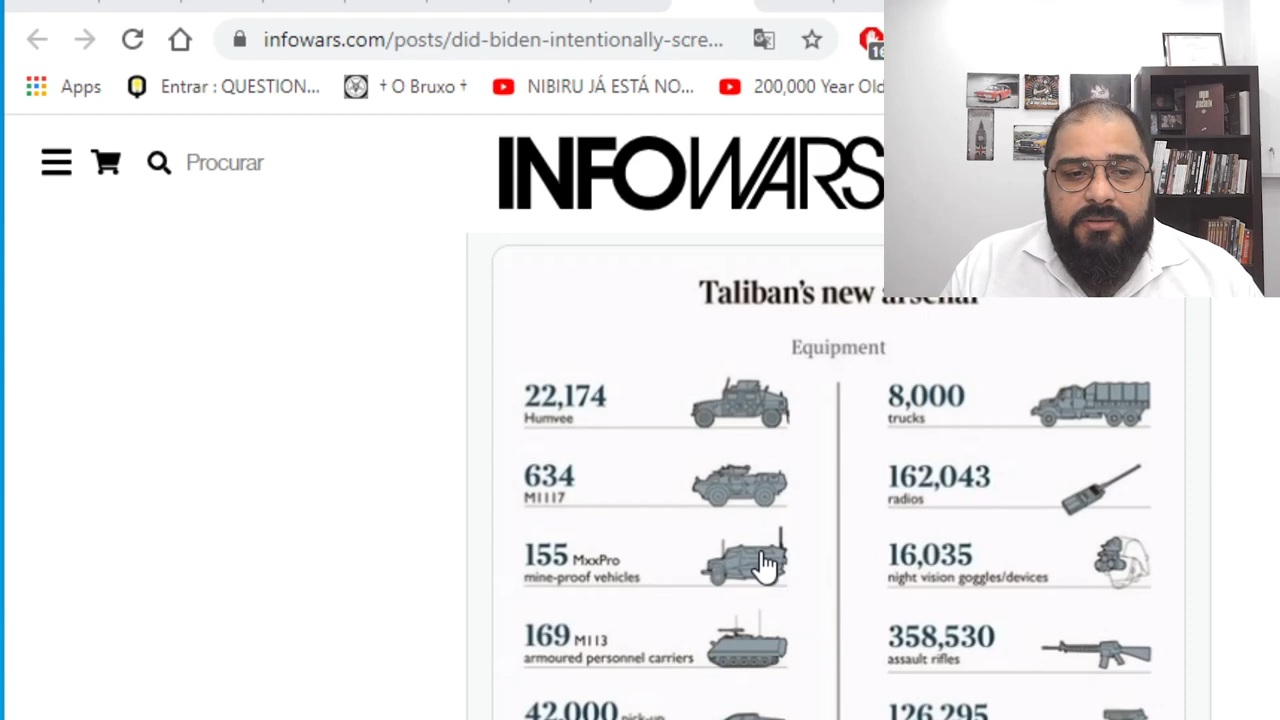 infowars.com/posts/did-biden-intentionally-scre...
Apps
Entrar : QUESTION...
† O Bruxo †
NIBIRU JÁ ESTÁ NO...
200,000 Year Old
Procurar
INFOWARS
Taliban's new arsenal
Equipment
22,174
Humvee
8,000
trucks
634
M1117
162,043
radios
155 MxxPro
mine-proof vehicles
16,035
night vision goggles/devices
169 M113
armoured personnel carriers
358,530
assault rifles
42,000 pick-up
126,295